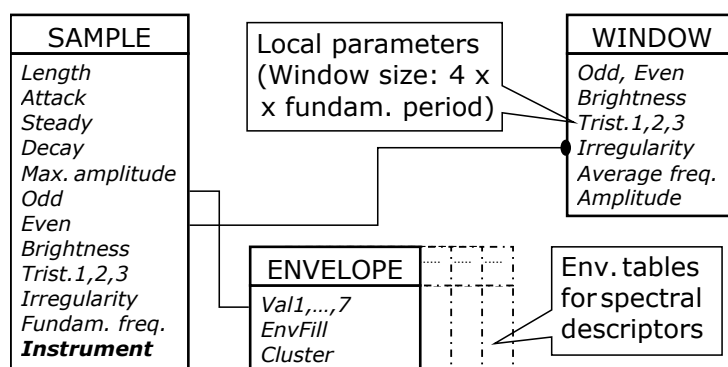 SAMPLE
Length
Attack
Steady
Decay
Max. amplitude
Odd
Even
Brightness
Trist.1,2,3
Irregularity
Fundam. freq.
Instrument
Local parameters
(Window size: 4 x
x fundam. period)
WINDOW
Odd, Even
Brightness
Trist.1,2,3
Irregularity
Average freq.
Amplitude
ENVELOPE
Val1,...,7
EnvFill
Cluster
..... ..... .....
Env. tables
for spectral
descriptors